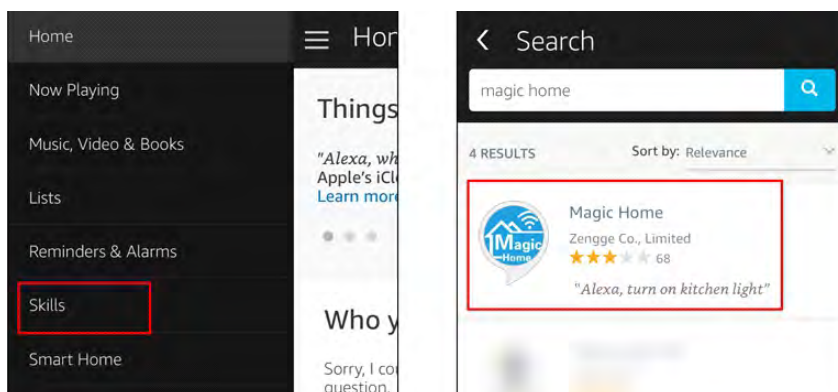 Home
Now Playing
Music, Video & Books
Lists
Reminders & Alarms
Skills
Smart Home
Hor
Things
"Alexa, wh
Apple's iClo
Learn more
Who y
Sorry, I cou
question.
Search
magic home
4 RESULTS
Sort by: Relevance
Magic Home
Magic Home
Zengge Co., Limited
68
"Alexa, turn on kitchen light"